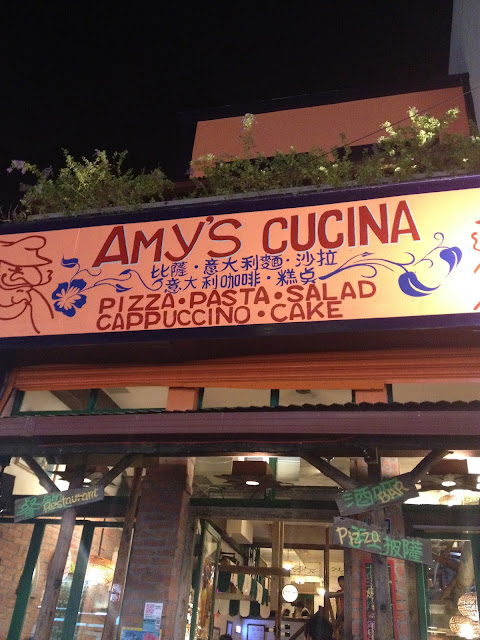 AMY'S CUCINA
比薩・意大利麵・沙拉
意大利咖啡・糕点
PIZZA・PASTA・SALAD
CAPPUCCINO・CAKE
Restaurant
酒 BAR
Pizza 披薩